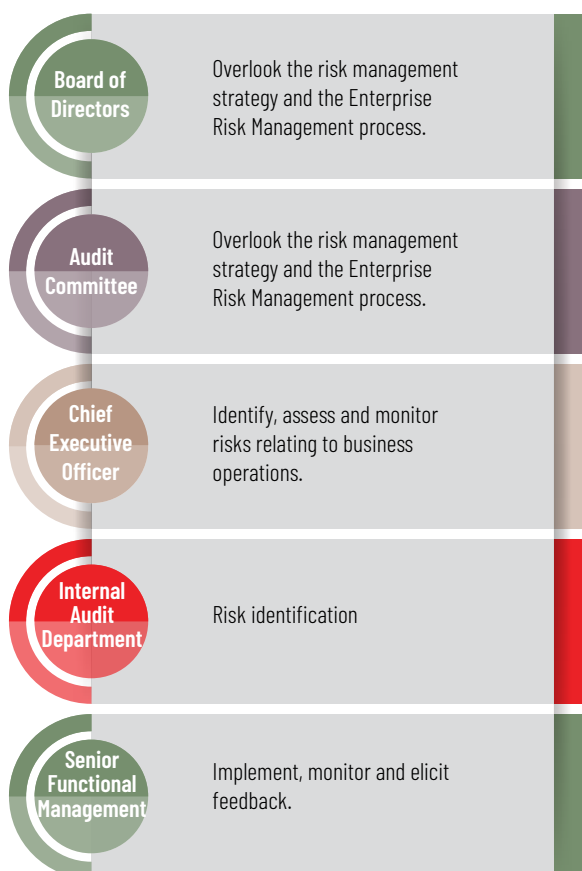 Board of
Directors
Overlook the risk management
strategy and the Enterprise
Risk Management process.
Audit
Committee
Overlook the risk management
strategy and the Enterprise
Risk Management process.
Chief
Executive
Officer
Identify, assess and monitor
risks relating to business
operations.
Internal
Audit
Department
Risk identification
Senior
Functional
Management
Implement, monitor and elicit
feedback.